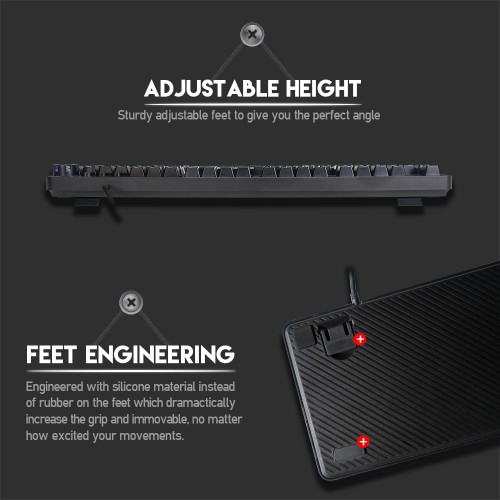 ADJUSTABLE HEIGHT
Sturdy adjustable feet to give you the perfect angle
FEET ENGINEERING
Engineered with silicone material instead
of rubber on the feet which dramactically
increase the grip and immovable, no matter
how excited your movements.